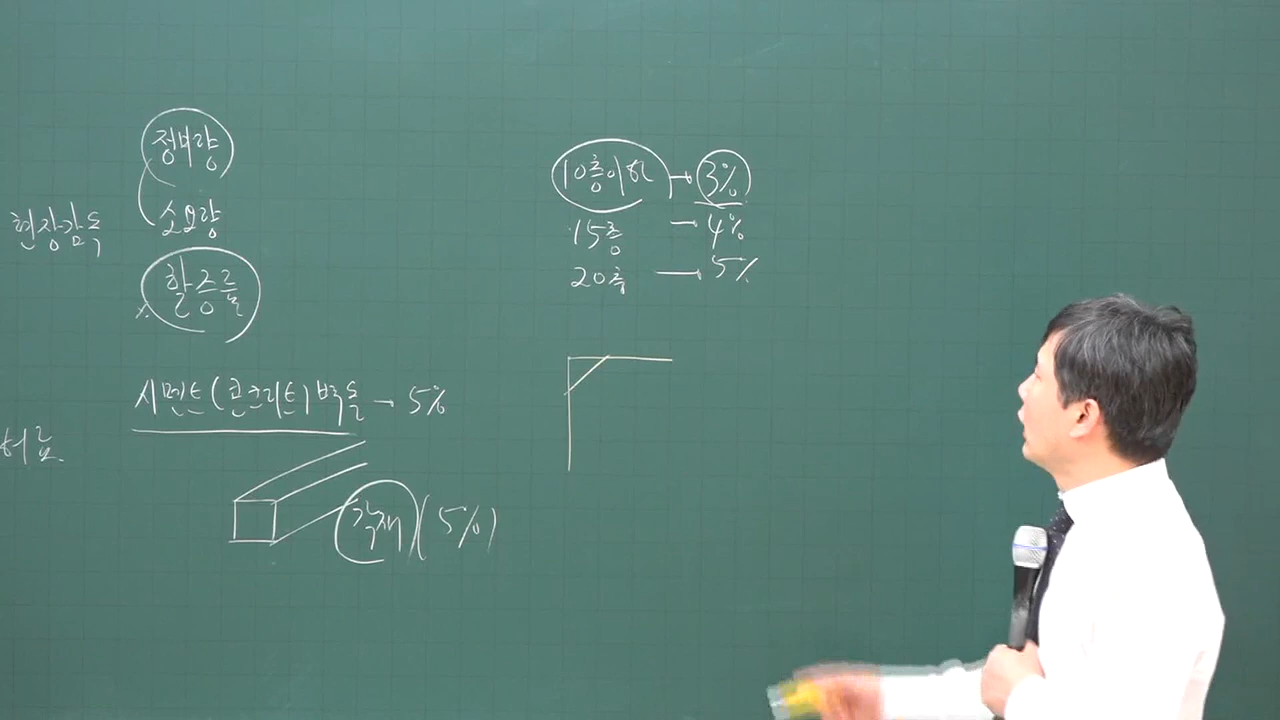 정미량
현장감독
소요량
할증률
시멘트(콘크리트)벽돌 → 5%
각재(5%)
10층이하 → 3%
15층 → 4%
20층 → 5%